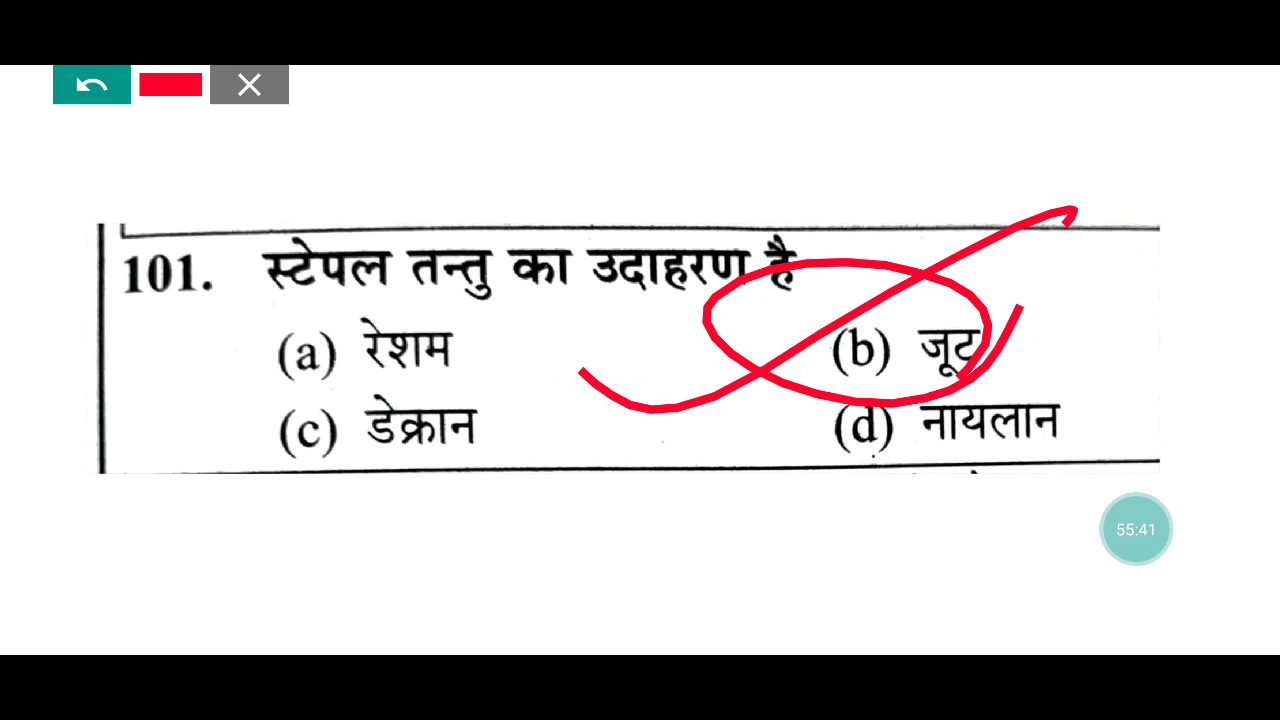 101. स्टेपल तन्तु का उदाहरण है
(a) रेशम (b) जूट
(c) डेक्रान (d) नायलान
55:41